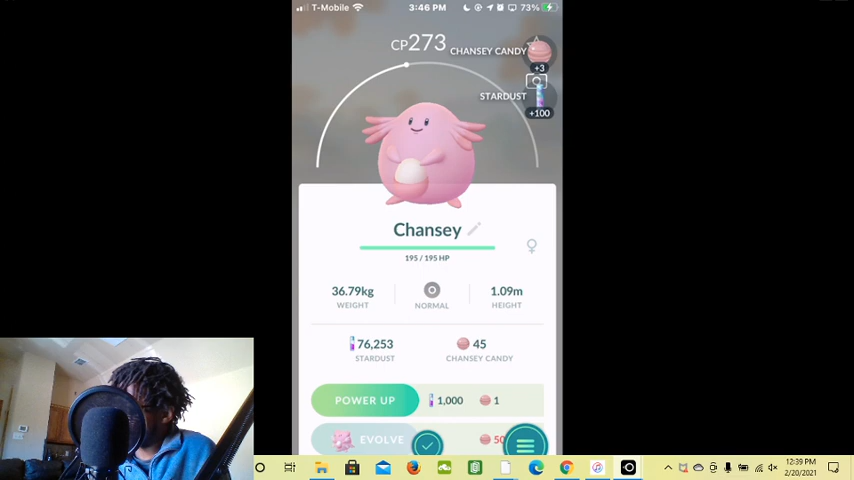 T-Mobile 3:46 PM 73%
CP273
CHANSEY CANDY
+3
STARDUST
+100
Chansey
195 / 195 HP
36.79kg NORMAL 1.09m
WEIGHT HEIGHT
76,253 45
STARDUST CHANSEY CANDY
POWER UP 1,000 1
EVOLVE 50
12:39 PM
2/20/2021